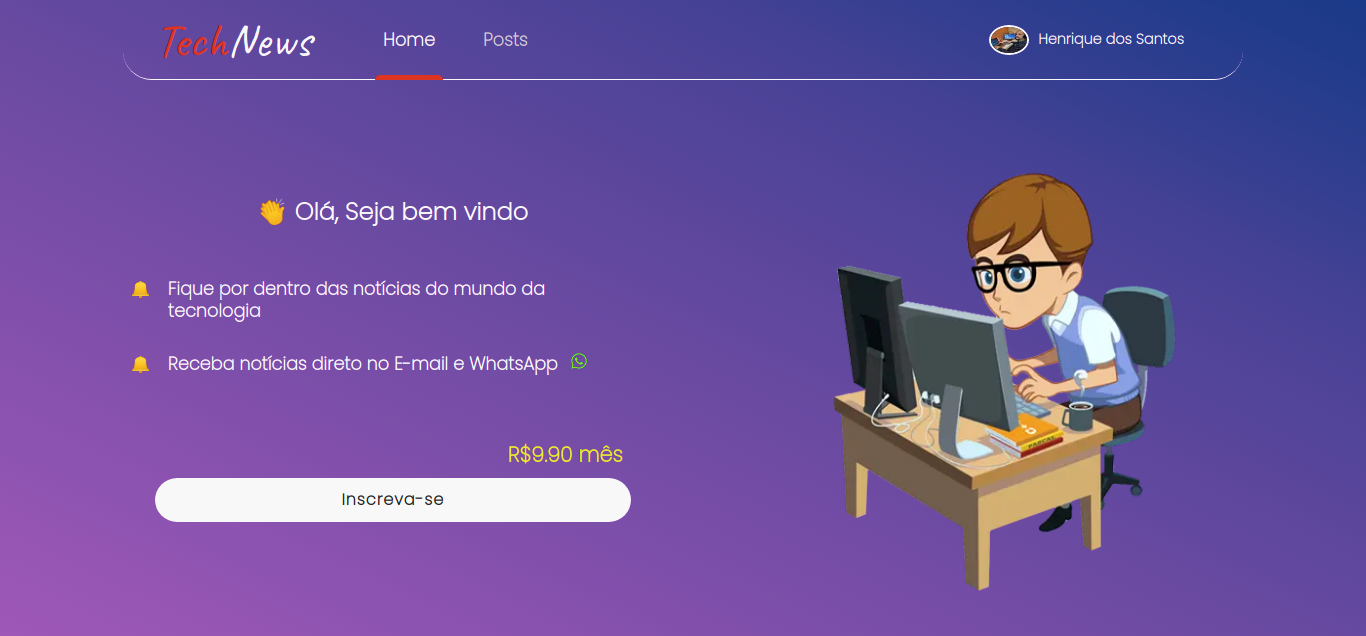 TechNews
Home
Posts
Henrique dos Santos
👏 Olá, Seja bem vindo
Fique por dentro das notícias do mundo da
tecnologia
Receba notícias direto no E-mail e WhatsApp
R$9.90 mês
Inscreva-se
PASCAL